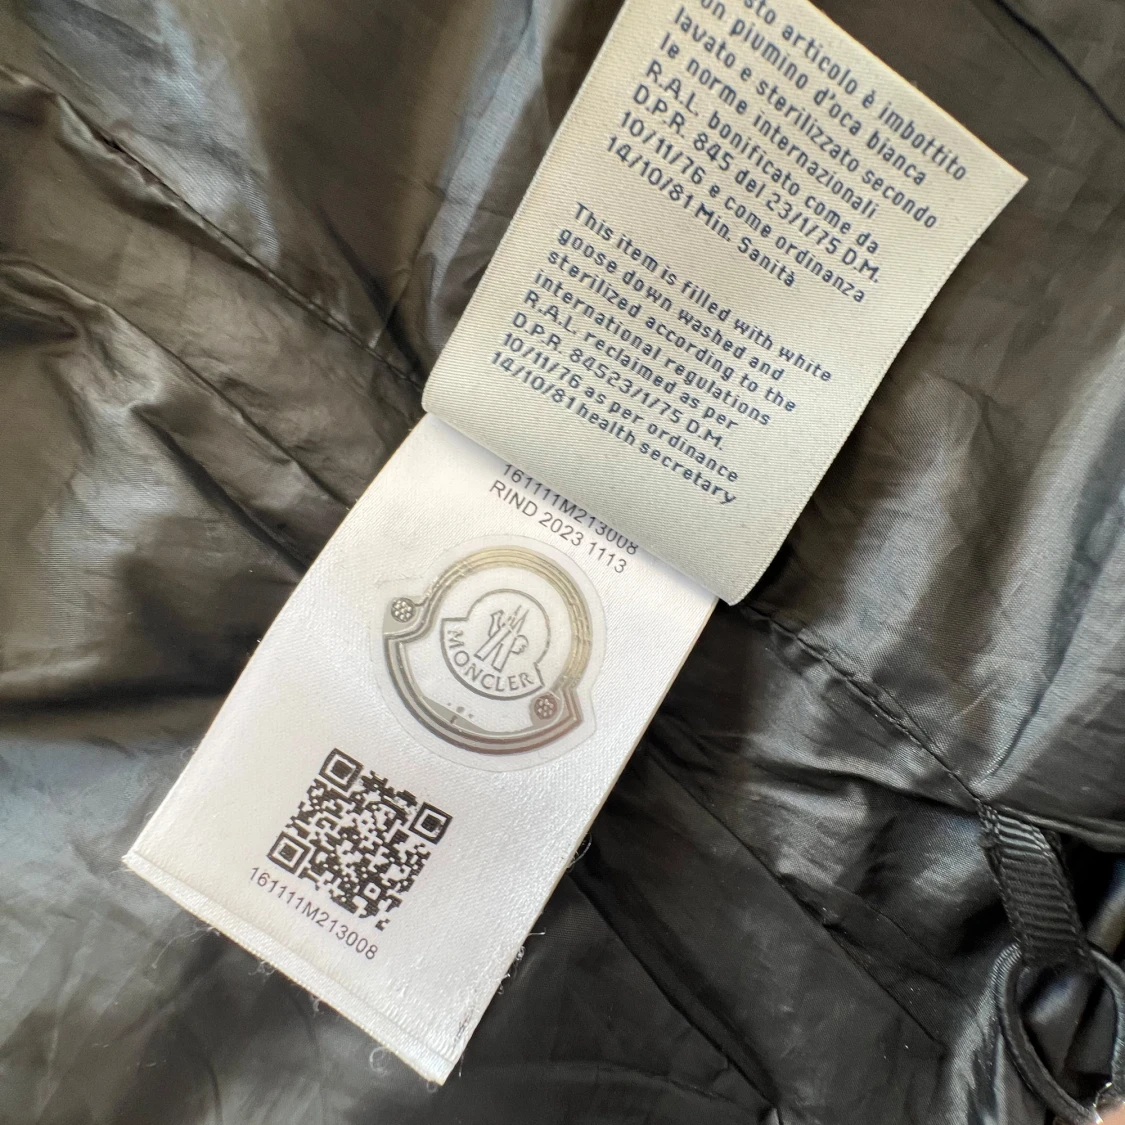 sto articolo è imbottito
on piumino d'oca bianca
lavato e sterilizzato secondo
le norme internazionali
R.A.L. bonificato come da
D.P.R. 845 del 23/1/75 D.M.
10/11/76 e come ordinanza
14/10/81 Min. Sanità
This item is filled with white
goose down washed and
sterilized according to the
international regulations
R.A.L. reclaimed as per
D.P.R. 84523/1/75 D.M.
10/11/76 as per ordinance
14/10/81 health secretary
161111M213008
RIND 2023 1113
MONCLER
161111M213008